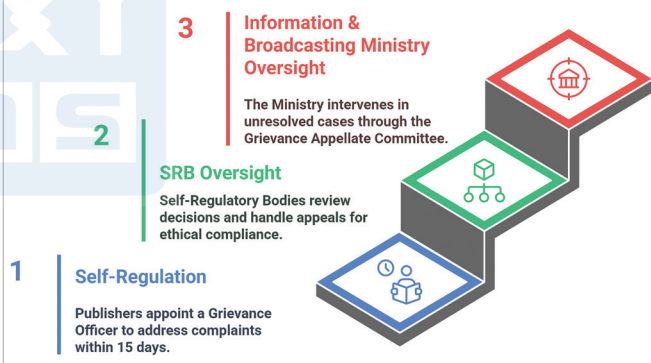 3
Information &
Broadcasting Ministry
Oversight
The Ministry intervenes in
unresolved cases through the
Grievance Appellate Committee.
2
SRB Oversight
Self-Regulatory Bodies review
decisions and handle appeals for
ethical compliance.
1
Self-Regulation
Publishers appoint a Grievance
Officer to address complaints
within 15 days.